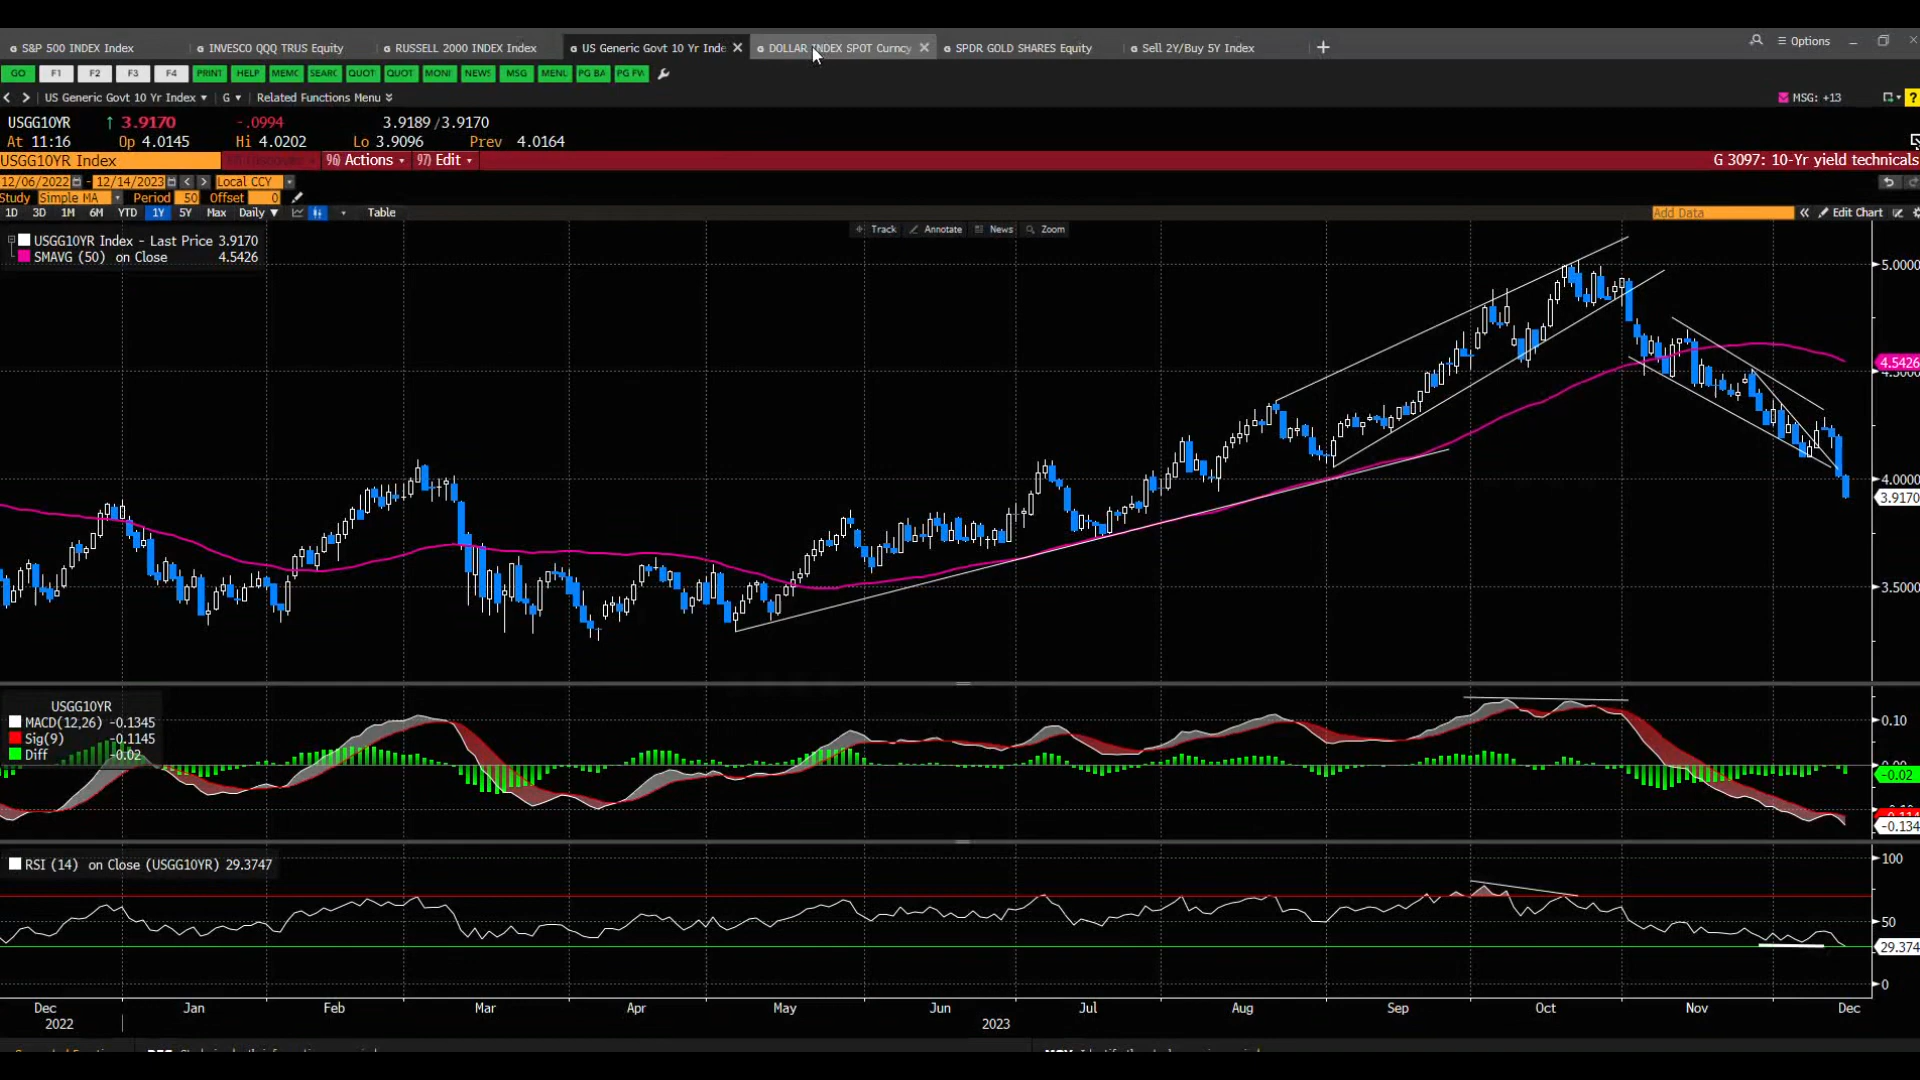 S&P 500 INDEX Index INVESCO QQQ TRUS Equity RUSSELL 2000 INDEX Index US Generic Govt 10 Yr Inde DOLLAR INDEX SPOT Curncy SPDR GOLD SHARES Equity Sell 2Y/Buy 5Y Index Options
GO F1 F2 F3 F4 PRINT HELP MEMC SEARC QUOT QUOT MONI NEWS MSG MENU PG BA PG FW
US Generic Govt 10 Yr Index G Related Functions Menu MSG: +13 ?
USGG10YR ↑ 3.9170 -.0994 3.9189/3.9170
At 11:16 Op 4.0145 Hi 4.0202 Lo 3.9096 Prev 4.0164
USGG10YR Index 96) Actions 97) Edit G 3097: 10-Yr yield technicals
12/06/2022 - 12/14/2023 Local CCY
Study Simple MA Period 50 Offset 0
1D 3D 1M 6M YTD 1Y 5Y Max Daily Table Add Data Edit Chart
Track Annotate News Zoom
USGG10YR Index - Last Price 3.9170
SMAVG (50) on Close 4.5426
5.0000
4.5426
4.0000
3.9170
3.5000
USGG10YR
MACD(12,26) -0.1345
Sig(9) -0.1145
Diff -0.02
0.10
0.00
-0.02
-0.134
RSI (14) on Close (USGG10YR) 29.3747
100
50
29.374
0
Dec Jan Feb Mar Apr May Jun Jul Aug Sep Oct Nov Dec
2022 2023